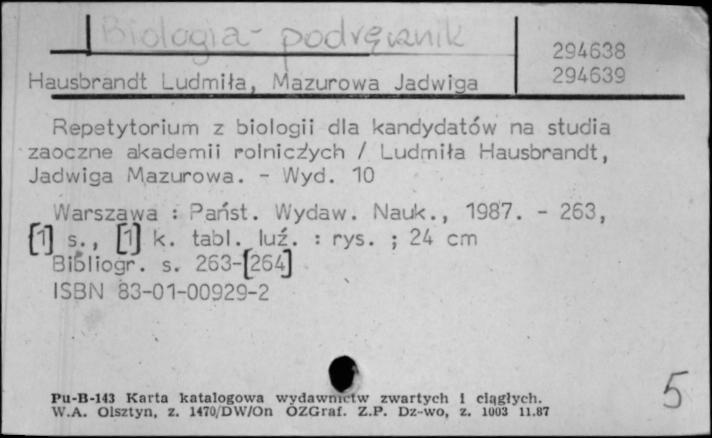 Biologia - podręcznik
294638
294639
Hausbrandt Ludmiła, Mazurowa Jadwiga
Repetytorium z biologii dla kandydatów na studia
zaoczne akademii rolniczych / Ludmiła Hausbrandt,
Jadwiga Mazurowa. - Wyd. 10
Warszawa : Państ. Wydaw. Nauk., 1987. - 263,
[1] s., [1] k. tabl. luź. : rys. ; 24 cm
Bibliogr. s. 263-[264]
ISBN 83-01-00929-2
5
Pu-B-143 Karta katalogowa wydawnictw zwartych i ciągłych.
W.A. Olsztyn, z. 1470/DW/On OZGraf. Z.P. Dz-wo, z. 1003 11.87